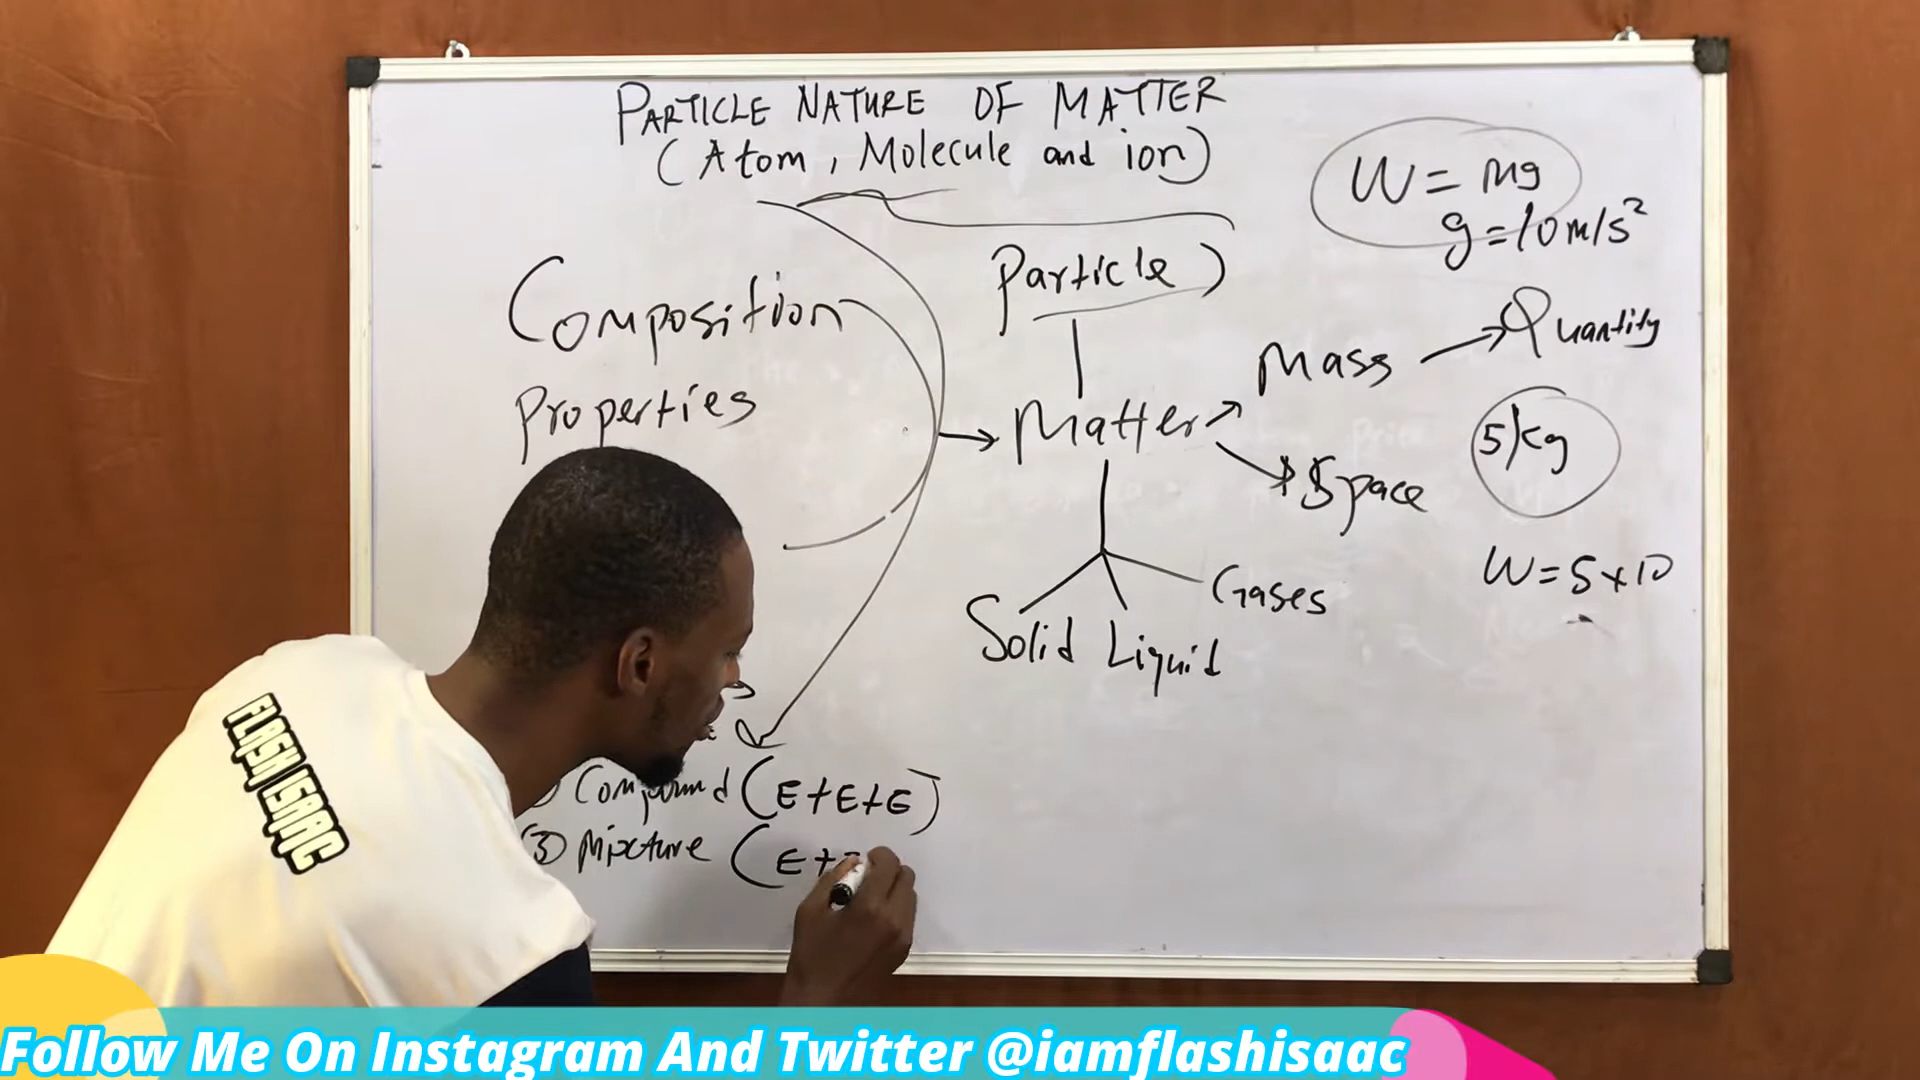 PARTICLE NATURE OF MATTER
(Atom, Molecule and ion)
W = mg
g = 10m/s²
Composition
Properties
Particle)
Matter
Mass
Quantity
Space
5kg
W = 5 x 10
Solid
Liquid
Gases
Compound (E+E+E)
(3) Mixture (E+
FLASH ISAAC
Follow Me On Instagram And Twitter @iamflashisaac